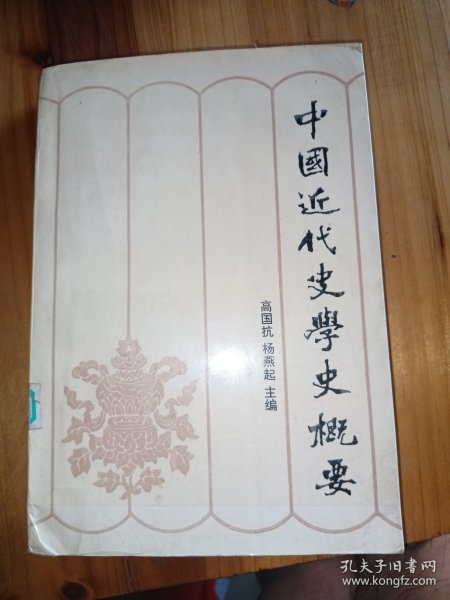 中國近代史學史概要
高国抗 杨燕起 主编
孔夫子旧书网
www.kongfz.com